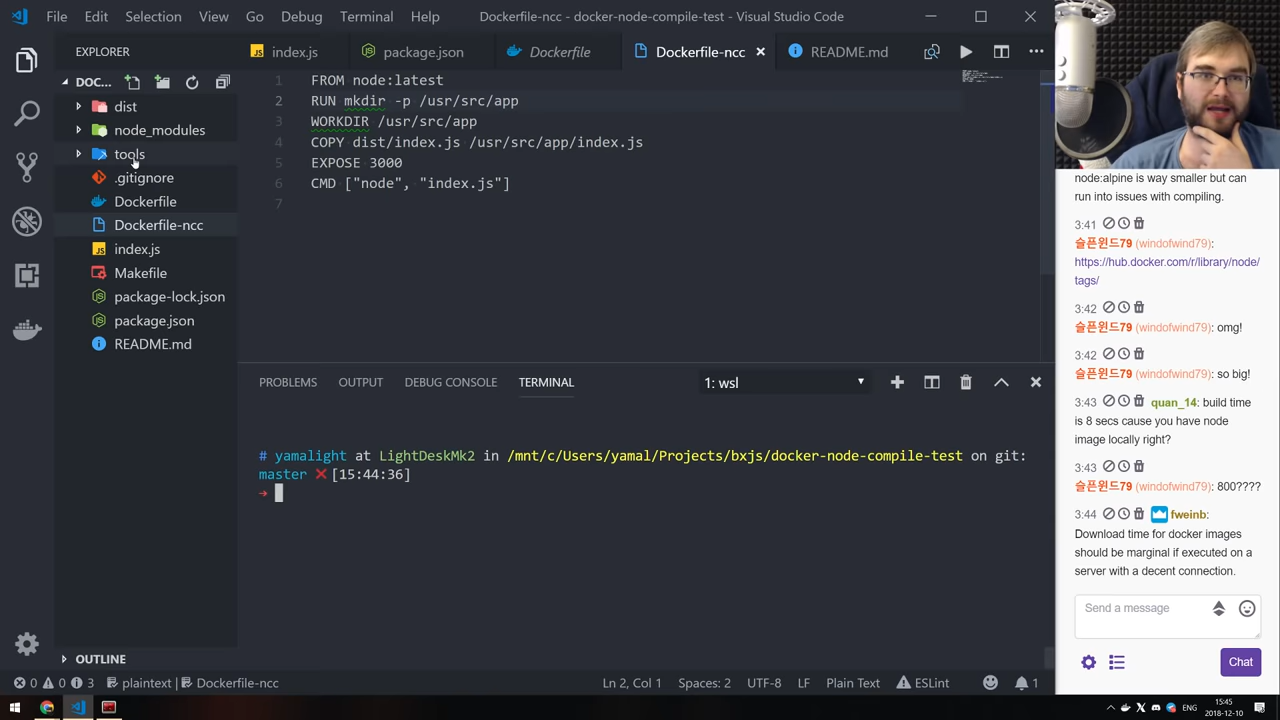 File Edit Selection View Go Debug Terminal Help
Dockerfile-ncc - docker-node-compile-test - Visual Studio Code
EXPLORER
index.js
package.json
Dockerfile
Dockerfile-ncc
README.md
DOC...
dist
node_modules
tools
.gitignore
Dockerfile
Dockerfile-ncc
index.js
Makefile
package-lock.json
package.json
README.md
OUTLINE
1 FROM node:latest
2 RUN mkdir -p /usr/src/app
3 WORKDIR /usr/src/app
4 COPY dist/index.js /usr/src/app/index.js
5 EXPOSE 3000
6 CMD ["node", "index.js"]
7
PROBLEMS OUTPUT DEBUG CONSOLE TERMINAL
1: wsl
# yamalight at LightDeskMk2 in /mnt/c/Users/yamal/Projects/bxjs/docker-node-compile-test on git:
master ❌ [15:44:36]
→
0 0 3 plaintext | Dockerfile-ncc
Ln 2, Col 1 Spaces: 2 UTF-8 LF Plain Text ESLint 1
node:alpine is way smaller but can
run into issues with compiling.
3:41
슬픈윈드79 (windofwind79):
https://hub.docker.com/r/library/node/
tags/
3:42
슬픈윈드79 (windofwind79): omg!
3:42
슬픈윈드79 (windofwind79): so big!
3:43 quan_14: build time
is 8 secs cause you have node
image locally right?
3:43
슬픈윈드79 (windofwind79): 800????
3:44 fweinb:
Download time for docker images
should be marginal if executed on a
server with a decent connection.
Send a message
Chat
ENG
15:45
2018-12-10